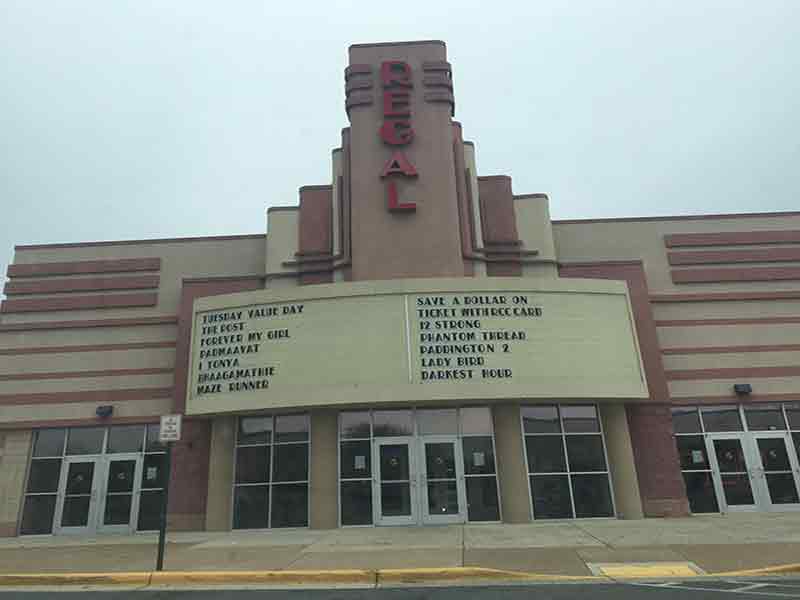 REGAL
TUESDAY VALUE DAY
THE POST
FOREVER MY GIRL
PADMAAVAT
I TONYA
BHAAGAMATHIE
MAZE RUNNER
SAVE A DOLLAR ON
TICKET WITH RCC CARD
12 STRONG
PHANTOM THREAD
PADDINGTON 2
LADY BIRD
DARKEST HOUR